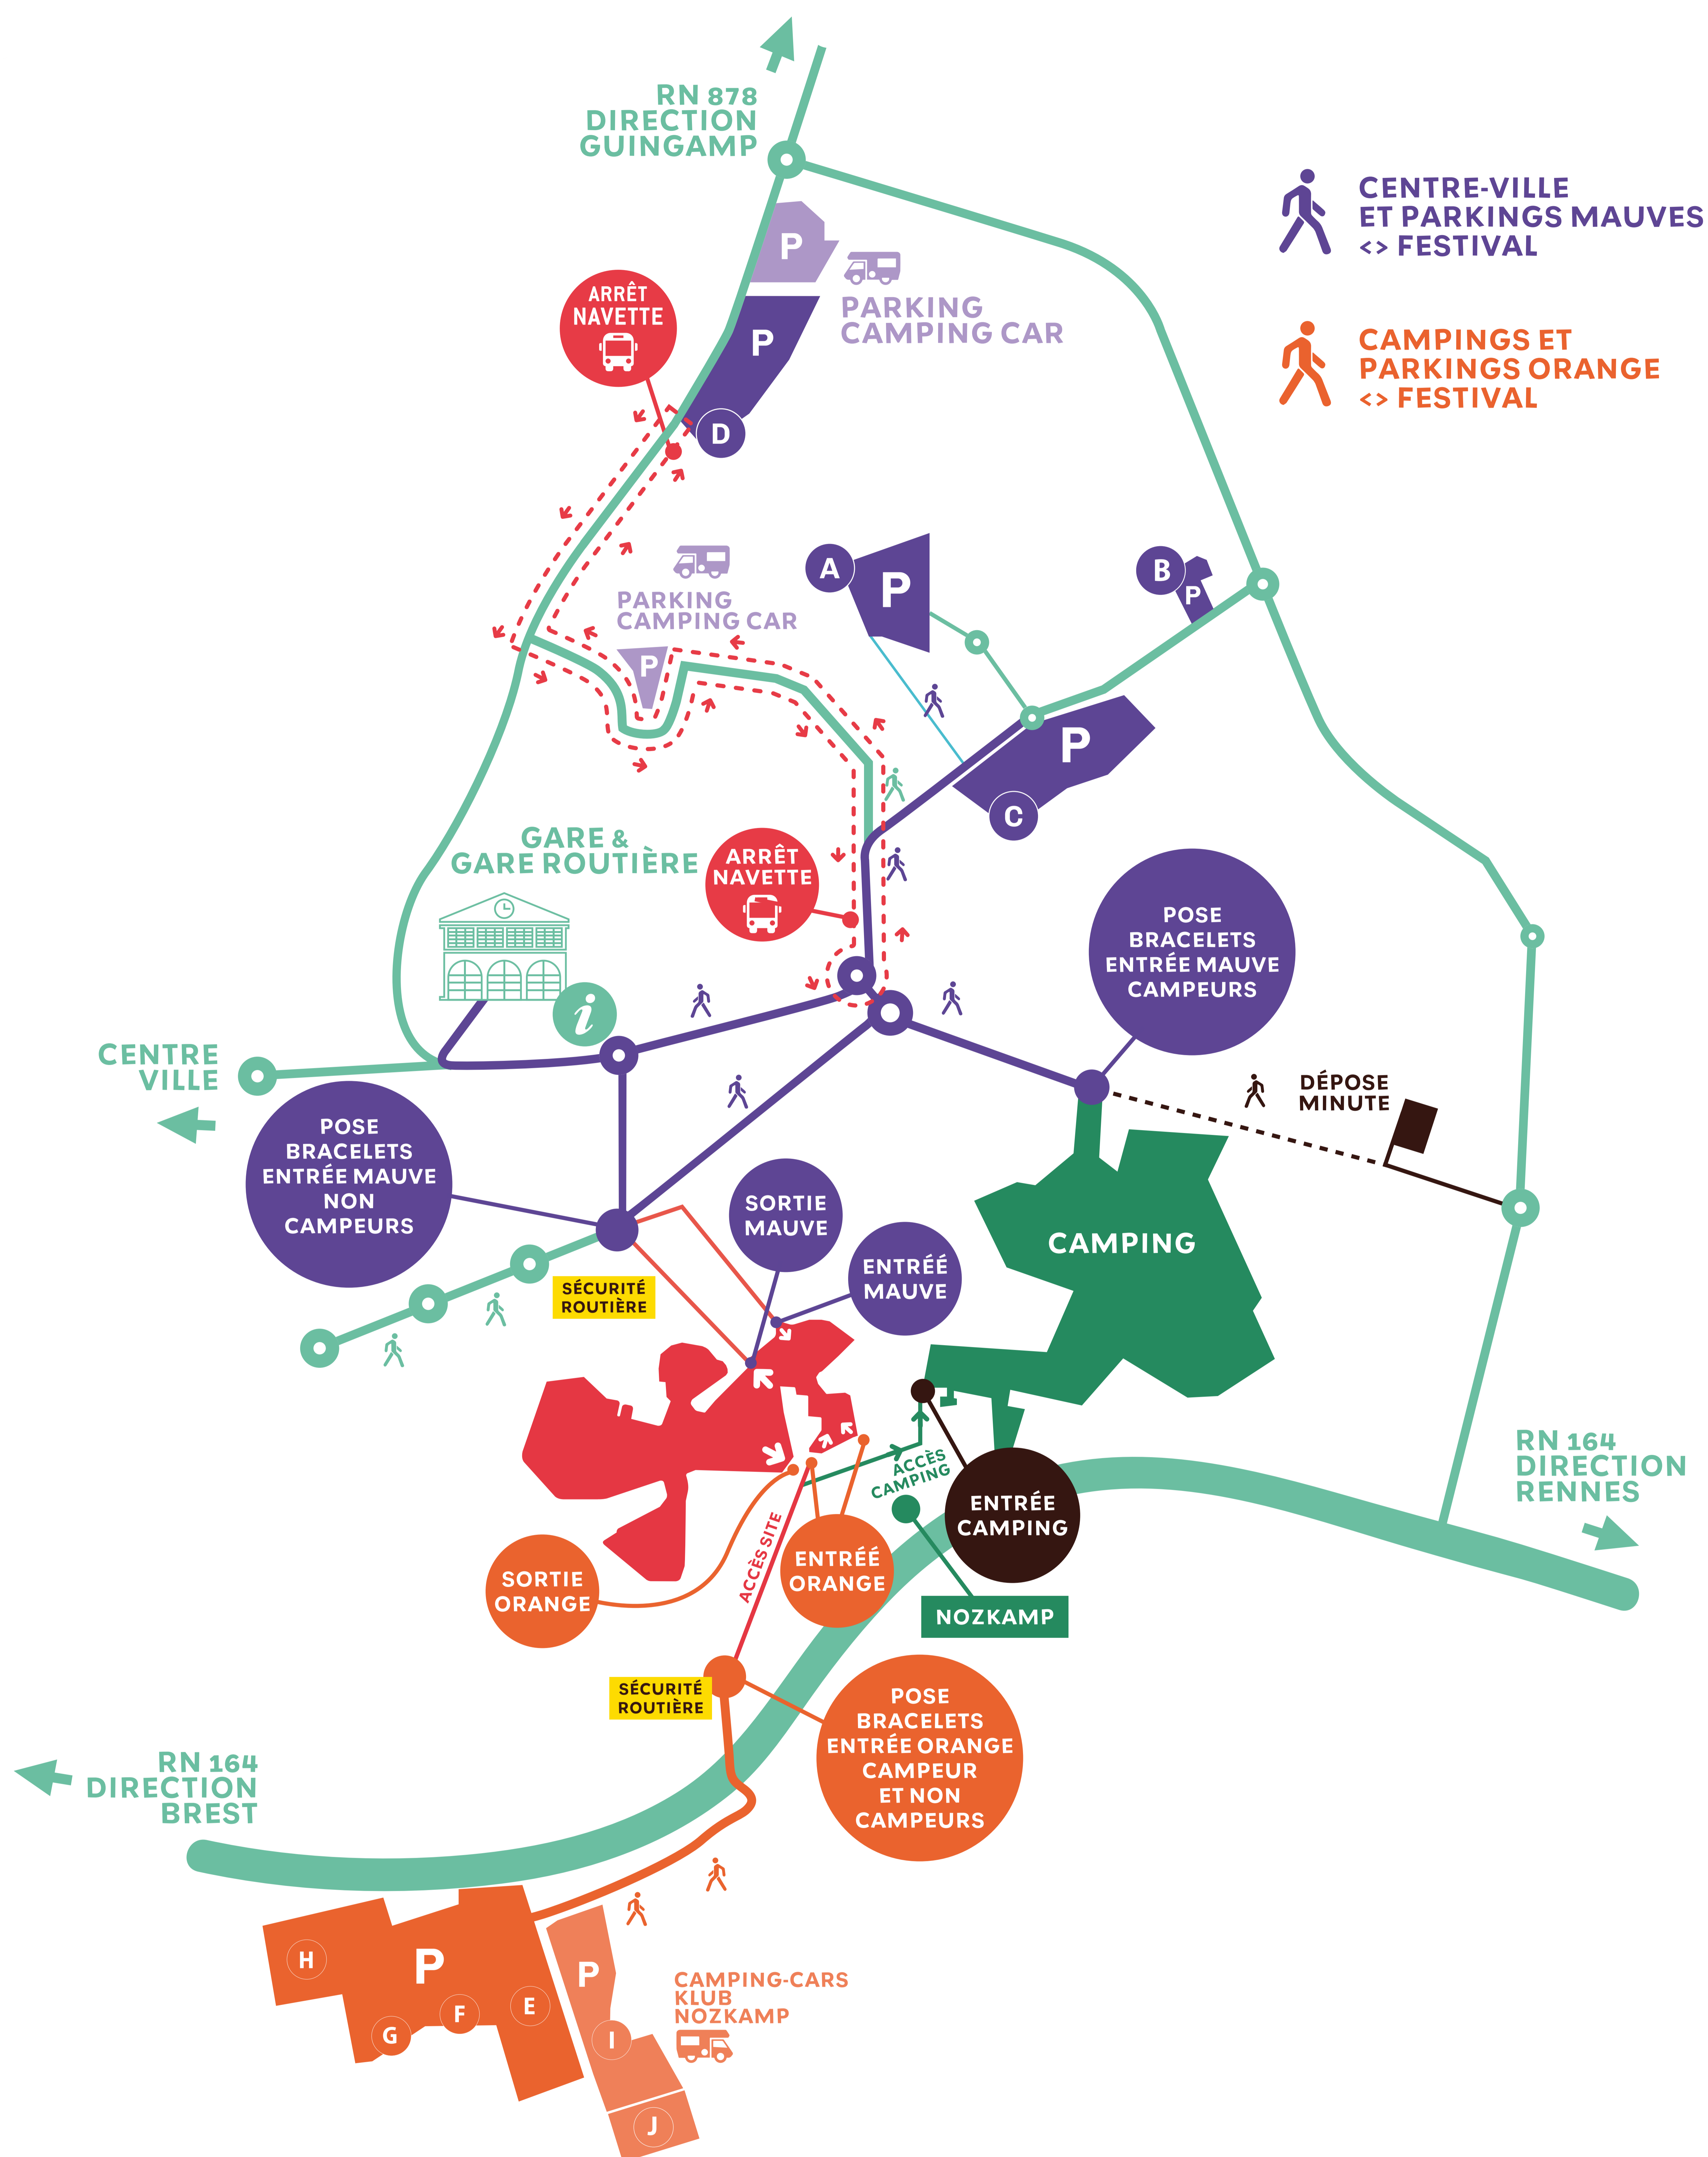 RN 878
DIRECTION
GUINGAMP
CENTRE-VILLE
ET PARKINGS MAUVES
<> FESTIVAL
P
PARKING
CAMPING CAR
ARRÊT
NAVETTE
P
D
CAMPINGS ET
PARKINGS ORANGE
<> FESTIVAL
A
P
B
P
PARKING
CAMPING CAR
P
P
C
GARE &
GARE ROUTIÈRE
ARRÊT
NAVETTE
POSE
BRACELETS
ENTRÉE MAUVE
CAMPEURS
i
CENTRE
VILLE
DÉPOSE
MINUTE
POSE
BRACELETS
ENTRÉE MAUVE
NON
CAMPEURS
SORTIE
MAUVE
ENTRÉÉ
MAUVE
CAMPING
SÉCURITÉ
ROUTIÈRE
RN 164
DIRECTION
RENNES
ACCÈS
CAMPING
ENTRÉE
CAMPING
ACCÈS SITE
SORTIE
ORANGE
ENTRÉÉ
ORANGE
NOZKAMP
SÉCURITÉ
ROUTIÈRE
POSE
BRACELETS
ENTRÉE ORANGE
CAMPEUR
ET NON
CAMPEURS
RN 164
DIRECTION
BREST
H
P
G
F
E
P
I
J
CAMPING-CARS
KLUB
NOZKAMP